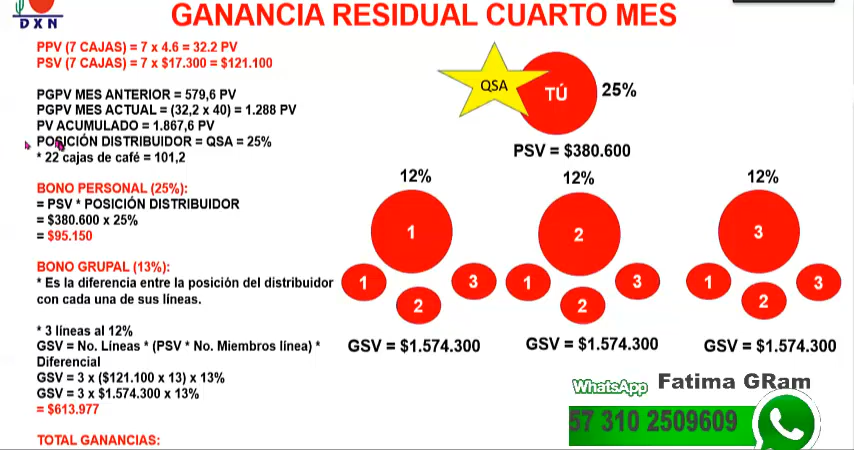 GANANCIA RESIDUAL CUARTO MES
DXN
PPV (7 CAJAS) = 7 x 4.6 = 32.2 PV
PSV (7 CAJAS) = 7 x $17.300 = $121.100
PGPV MES ANTERIOR = 579,6 PV
PGPV MES ACTUAL = (32,2 x 40) = 1.288 PV
PV ACUMULADO = 1.867,6 PV
POSICIÓN DISTRIBUIDOR = QSA = 25%
* 22 cajas de café = 101,2
BONO PERSONAL (25%):
= PSV * POSICIÓN DISTRIBUIDOR
= $380.600 x 25%
= $95.150
BONO GRUPAL (13%):
* Es la diferencia entre la posición del distribuidor
con cada una de sus líneas.
* 3 líneas al 12%
GSV = No. Líneas * (PSV * No. Miembros línea) *
Diferencial
GSV = 3 x ($121.100 x 13) x 13%
GSV = 3 x $1.574.300 x 13%
= $613.977
TOTAL GANANCIAS:
QSA
TÚ
25%
PSV = $380.600
12%
12%
12%
1
2
3
1
2
3
1
2
3
1
2
3
GSV = $1.574.300
GSV = $1.574.300
GSV = $1.574.300
WhatsApp Fatima GRam
57 310 2509609